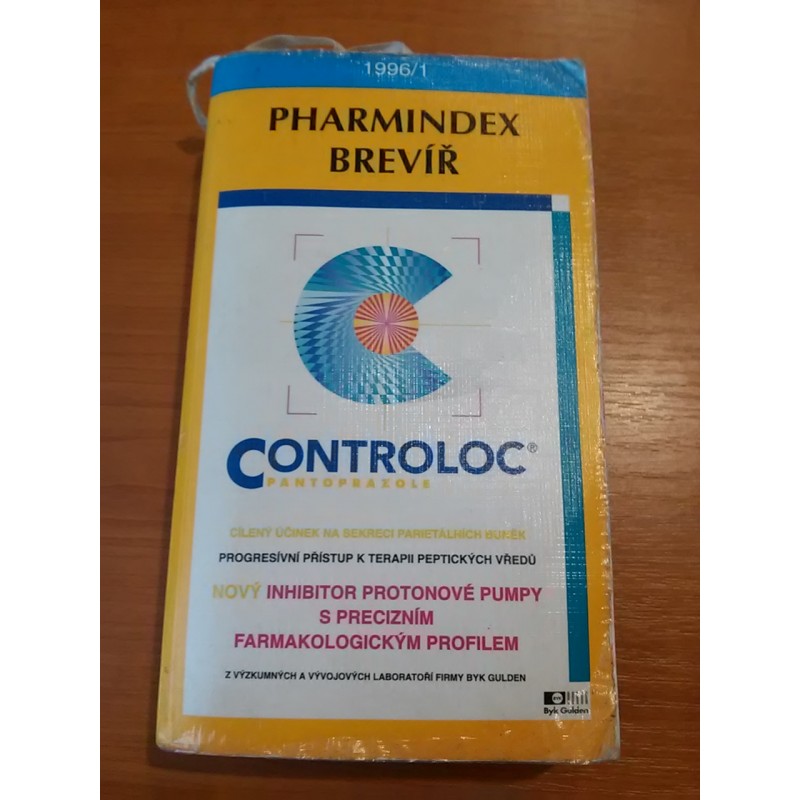 1996/1
PHARMINDEX
BREVÍŘ
CONTROLOC®
PANTOPRAZOLE
CÍLENÝ ÚČINEK NA SEKRECI PARIETÁLNÍCH BUNĚK
PROGRESÍVNÍ PŘÍSTUP K TERAPII PEPTICKÝCH VŘEDŮ
NOVÝ INHIBITOR PROTONOVÉ PUMPY
S PRECIZNÍM
FARMAKOLOGICKÝM PROFILEM
Z VÝZKUMNÝCH A VÝVOJOVÝCH LABORATOŘÍ FIRMY BYK GULDEN
Byk Gulden